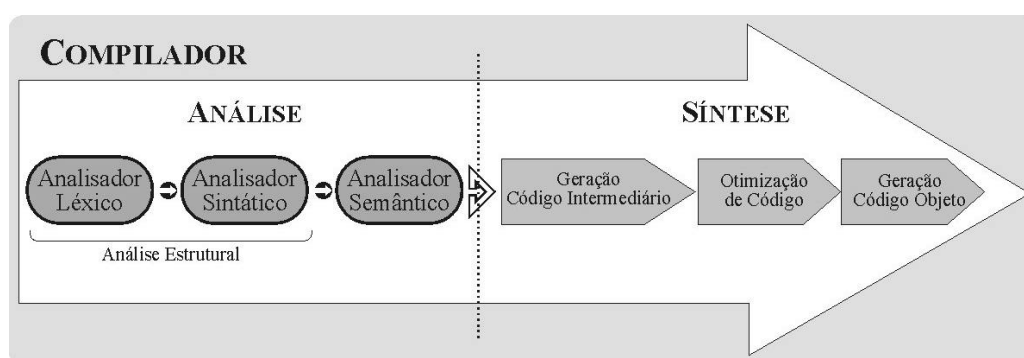 COMPILADOR
ANÁLISE
SÍNTESE
Analisador
Léxico
Analisador
Sintático
Analisador
Semântico
Geração
Código Intermediário
Otimização
de Código
Geração
Código Objeto
Análise Estrutural